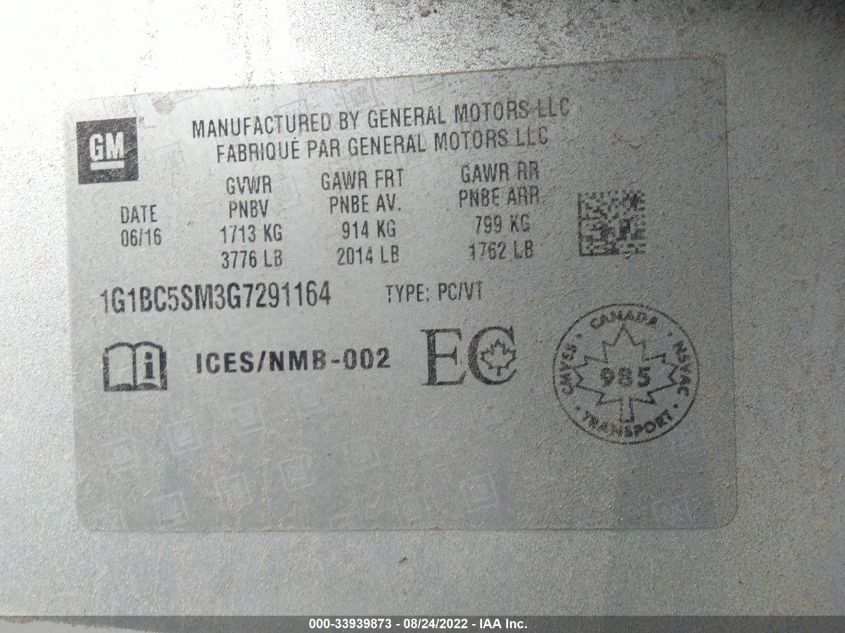 GM
MANUFACTURED BY GENERAL MOTORS LLC
FABRIQUÉ PAR GENERAL MOTORS LLC
GVWR GAWR FRT GAWR RR
DATE PNBV PNBE AV. PNBE ARR.
06/16 1713 KG 914 KG 799 KG
3776 LB 2014 LB 1762 LB
1G1BC5SM3G7291164 TYPE: PC/VT
i ICES/NMB-002 EC
CANADA
CMVSS 985 NSVAC
TRANSPORT
000-33939873 - 08/24/2022 - IAA Inc.